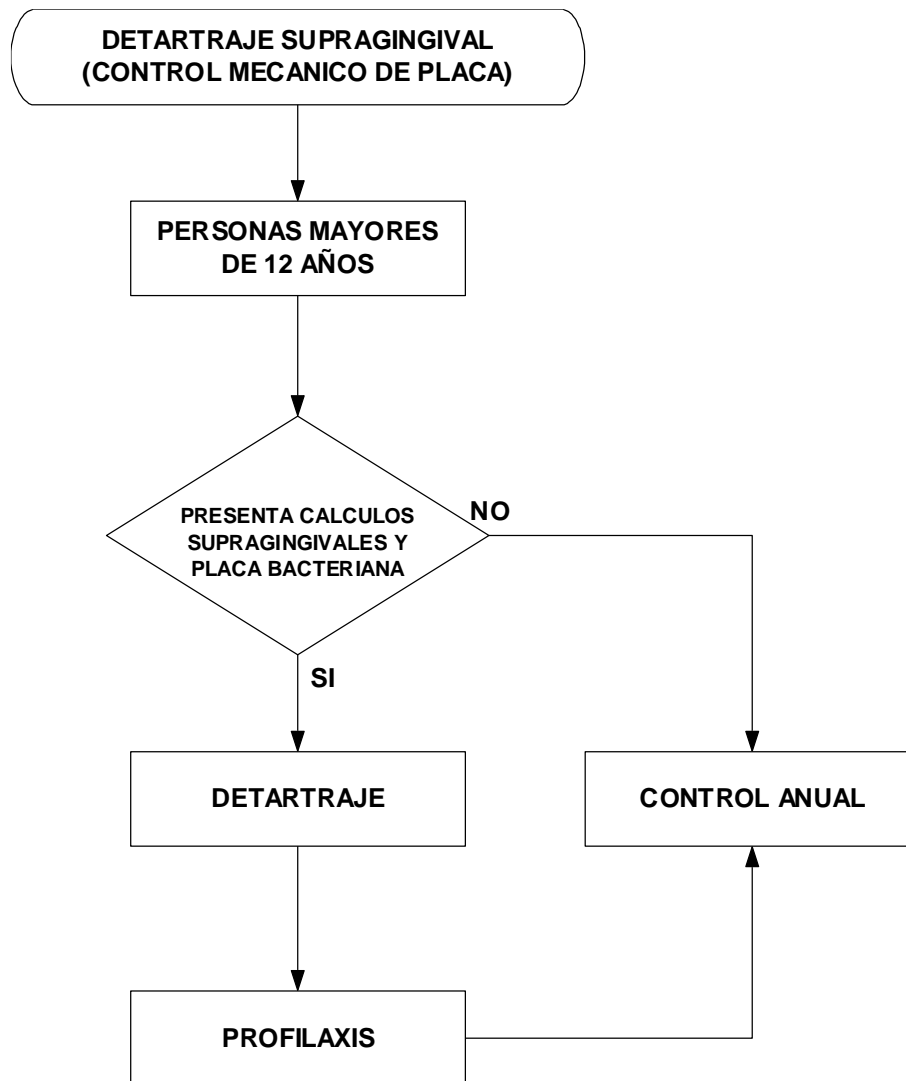 DETARTRAJE SUPRAGINGIVAL
(CONTROL MECANICO DE PLACA)
PERSONAS MAYORES
DE 12 AÑOS
PRESENTA CALCULOS
SUPRAGINGIVALES Y
PLACA BACTERIANA
NO
SI
DETARTRAJE
CONTROL ANUAL
PROFILAXIS